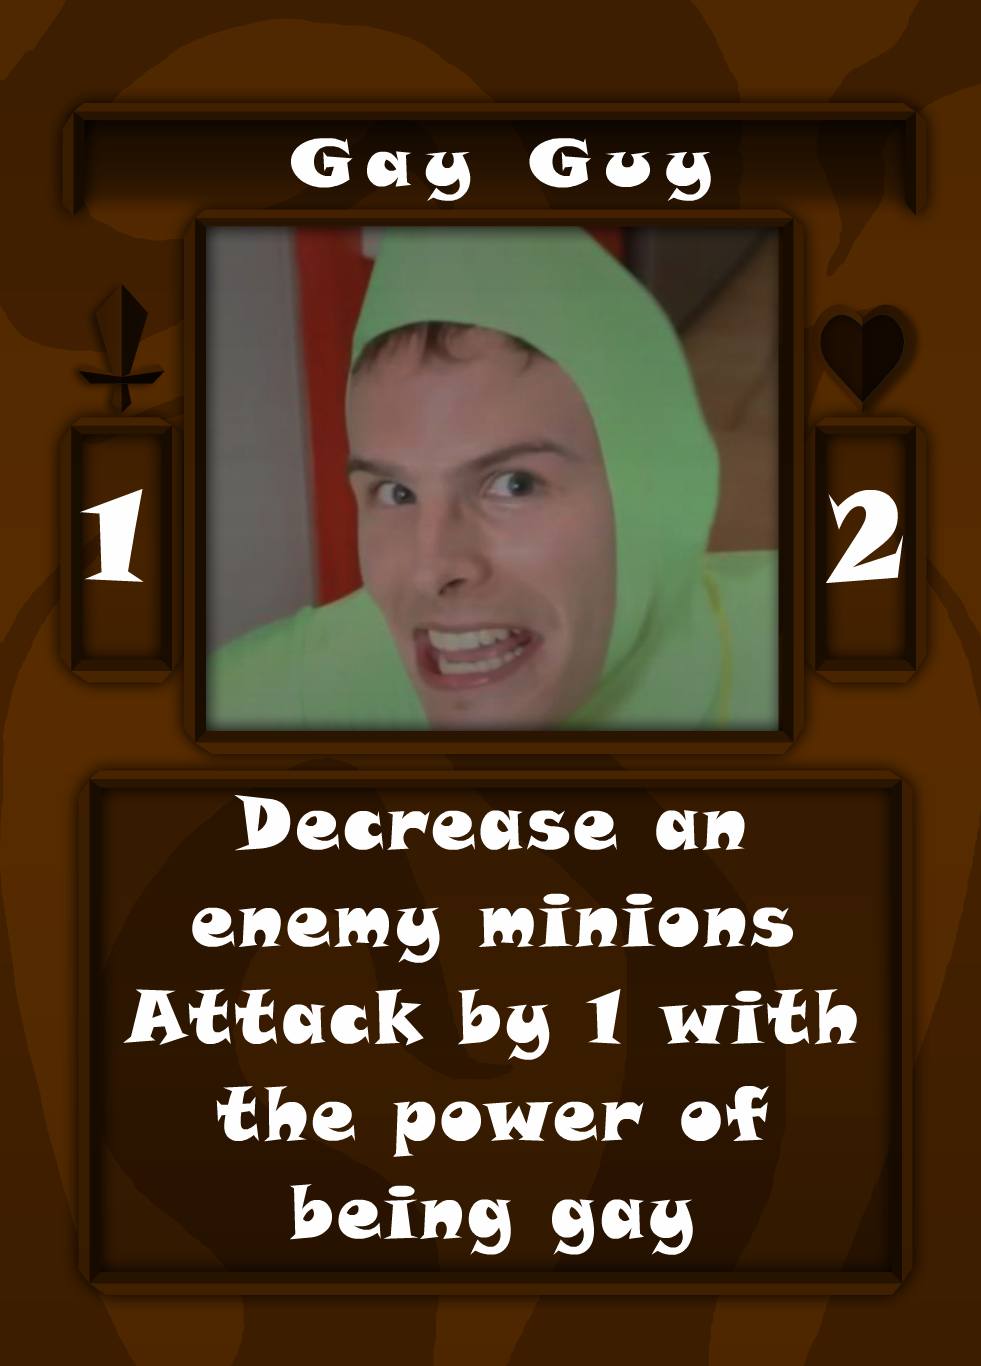 Gay Guy
1
2
Decrease an
enemy minions
Attack by 1 with
the power of
being gay